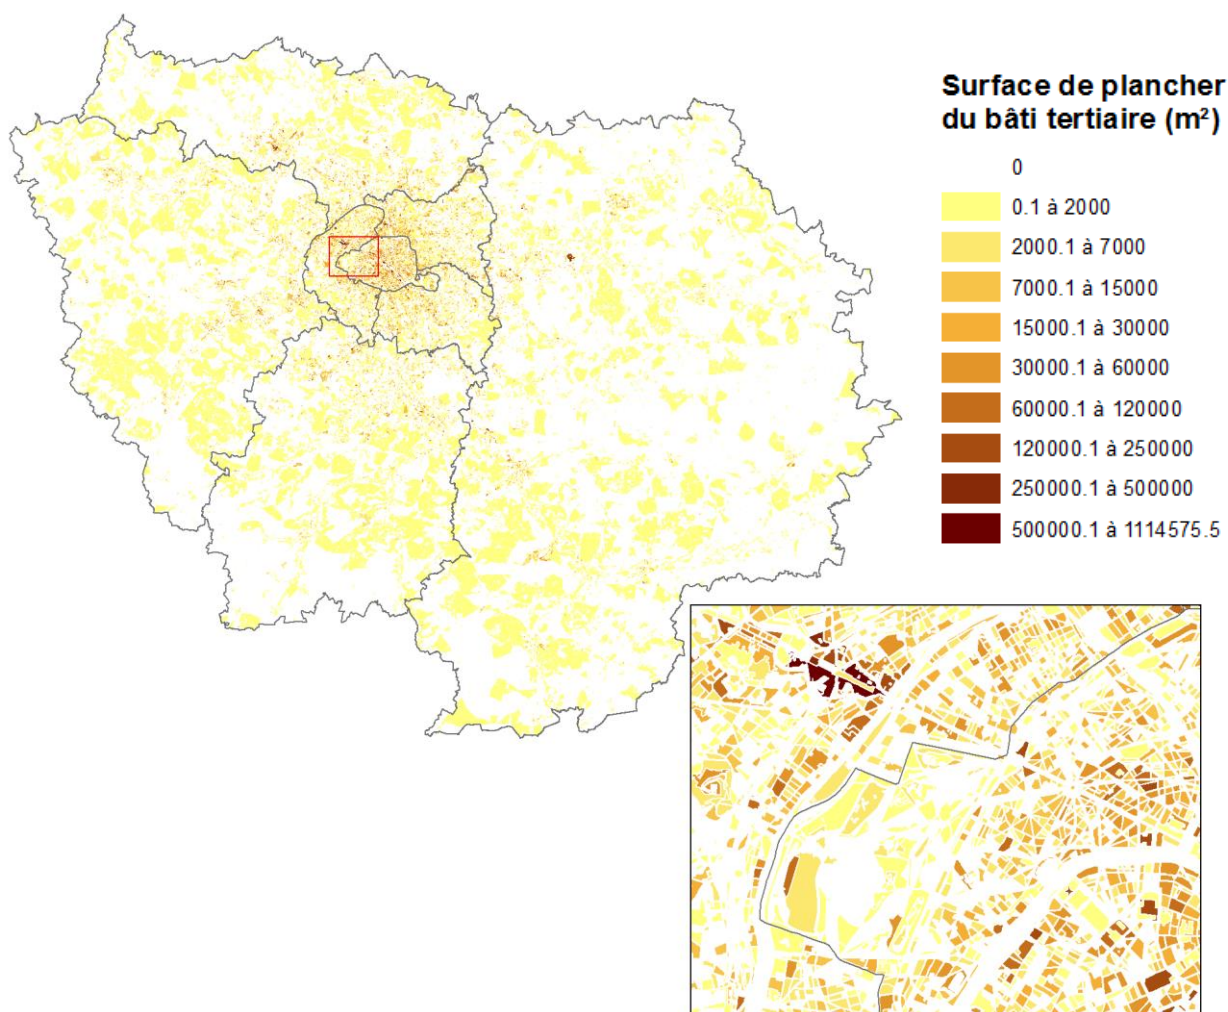 Surface de plancher
du bâti tertiaire (m²)
0
0.1 à 2000
2000.1 à 7000
7000.1 à 15000
15000.1 à 30000
30000.1 à 60000
60000.1 à 120000
120000.1 à 250000
250000.1 à 500000
500000.1 à 1114575.5